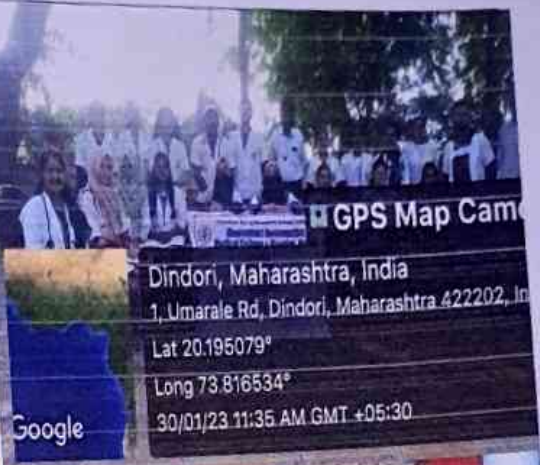 GPS Map Cam
Dindori, Maharashtra, India
1, Umarale Rd, Dindori, Maharashtra 422202, In
Lat 20.195079°
Long 73.816534°
30/01/23 11:35 AM GMT +05:30
Google